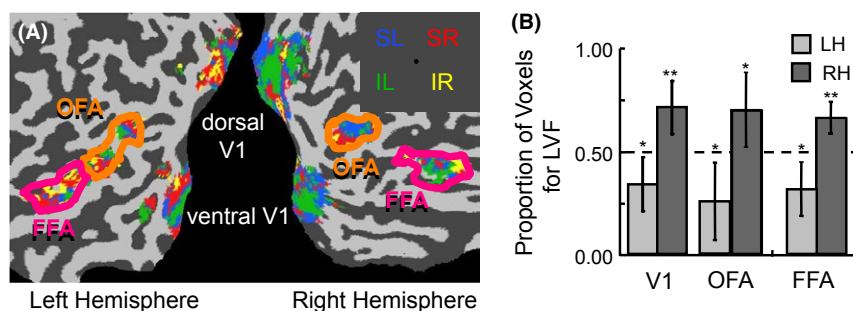 (A)
SL SR
IL IR
OFA
dorsal
V1
OFA
FFA
ventral V1
FFA
Left Hemisphere
Right Hemisphere
(B)
Proportion of Voxels
for LVF
1.00
0.50
0.00
LH
RH
* **
* *
* **
V1 OFA FFA